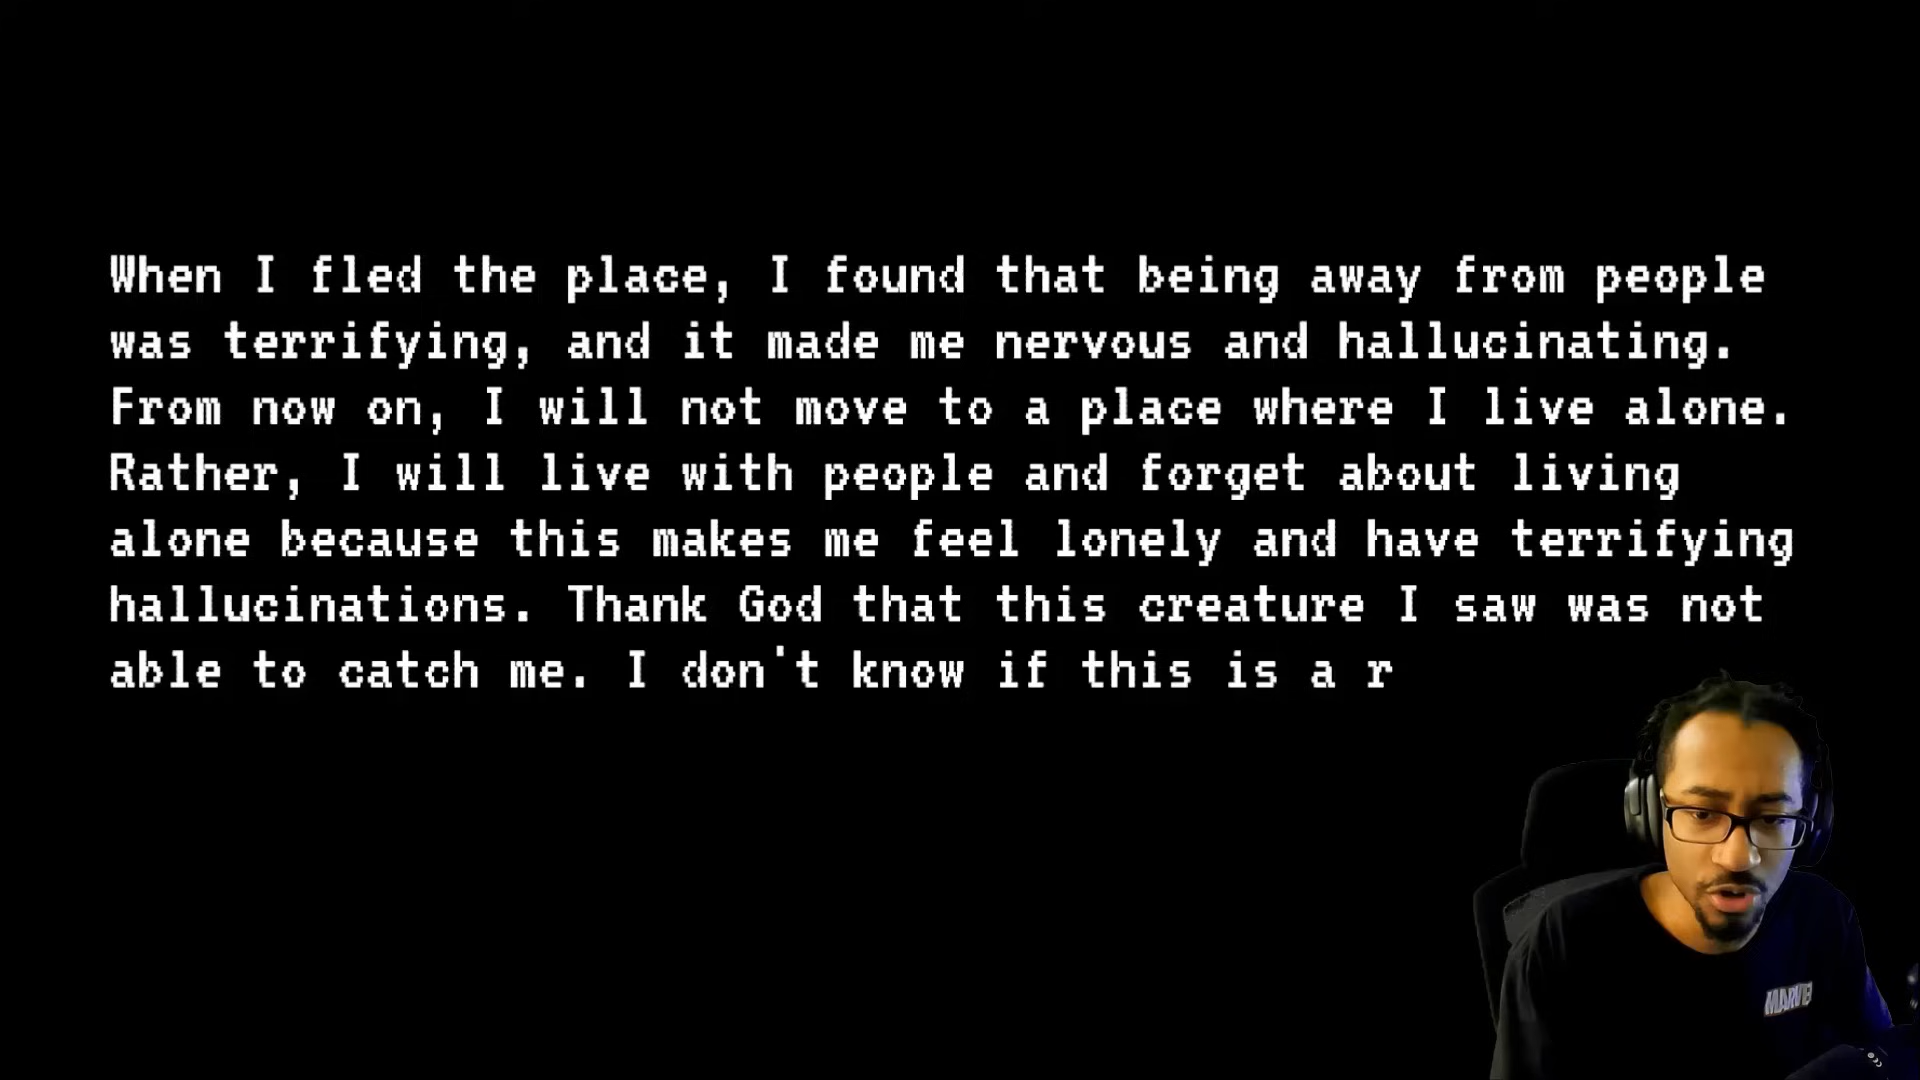 When I fled the place, I found that being away from people
was terrifying, and it made me nervous and hallucinating.
From now on, I will not move to a place where I live alone.
Rather, I will live with people and forget about living
alone because this makes me feel lonely and have terrifying
hallucinations. Thank God that this creature I saw was not
able to catch me. I don't know if this is a r
MARVEL